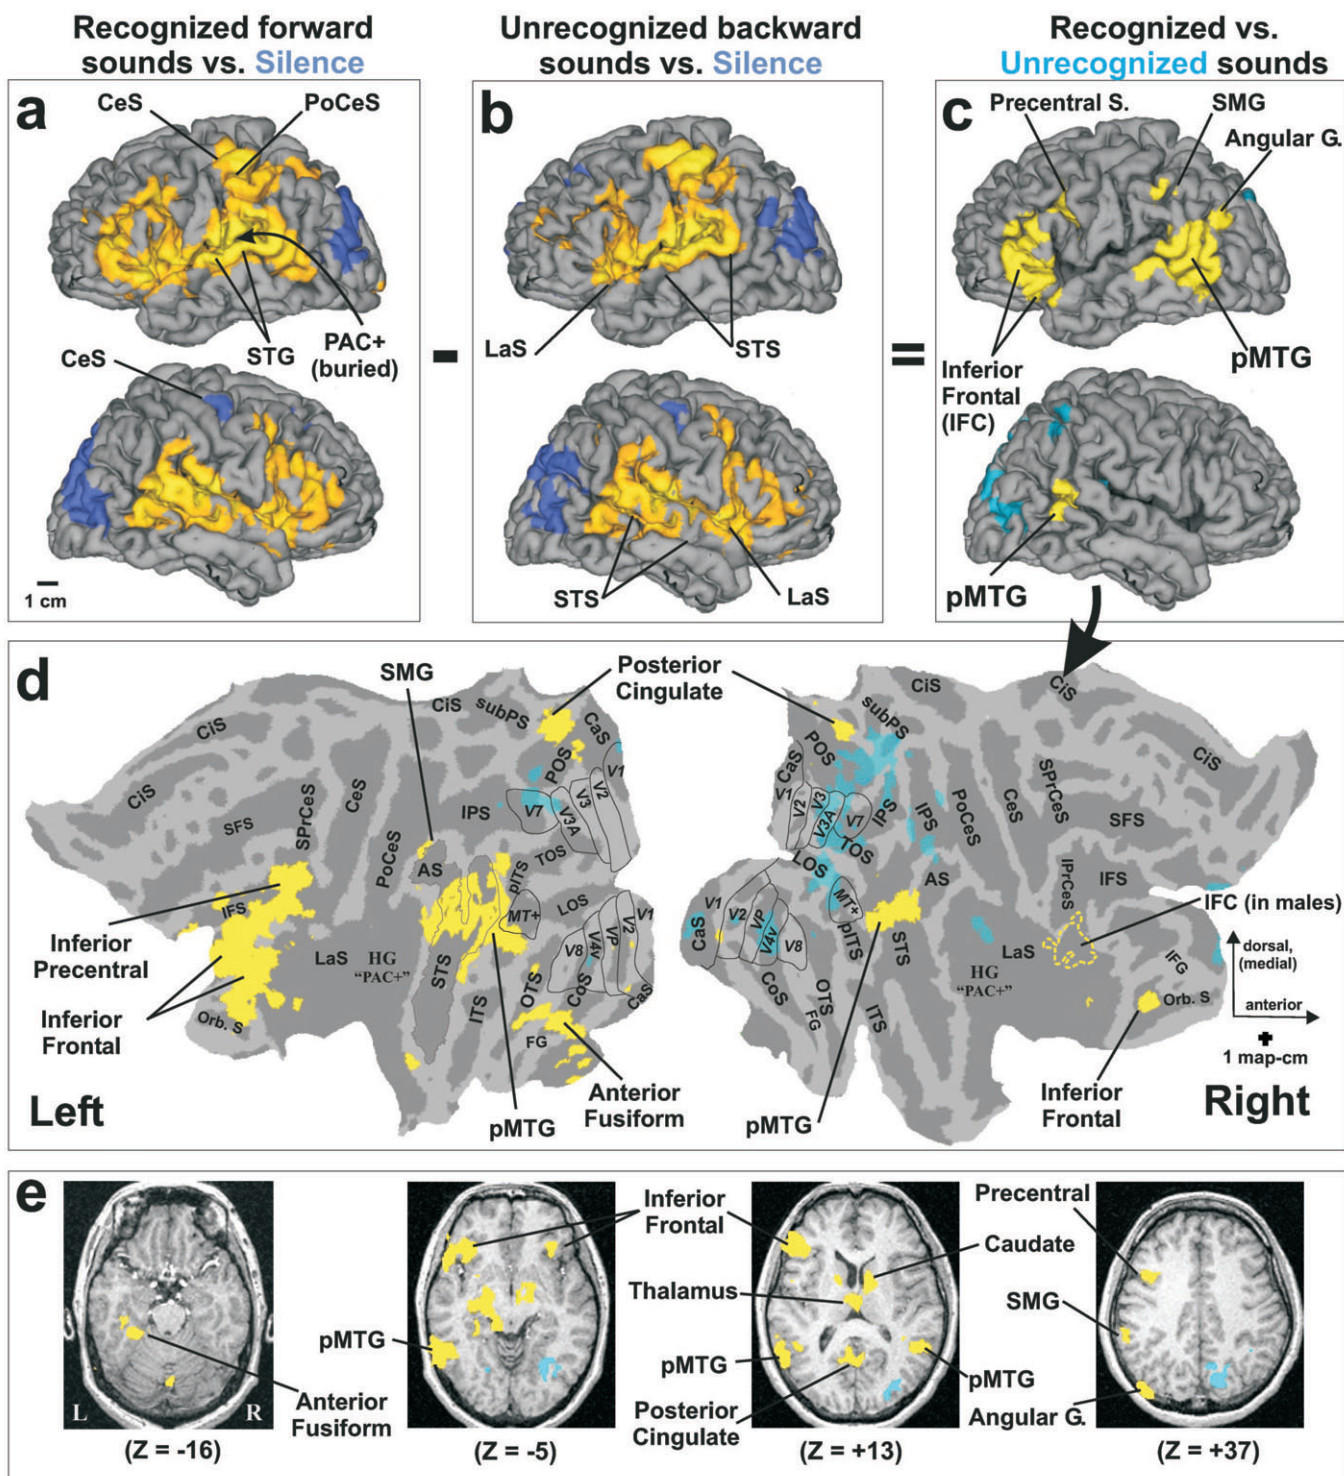 Recognized forward
sounds vs. Silence
Unrecognized backward
sounds vs. Silence
Recognized vs.
Unrecognized sounds
a
CeS
PoCeS
STG
PAC+
(buried)
CeS
1 cm
-
b
LaS
STS
STS
LaS
=
c
Precentral S.
SMG
Angular G.
Inferior
Frontal
(IFC)
pMTG
pMTG
d
SMG
Posterior
Cingulate
CiS
CiS
CiS
subPS
CaS
POS
V1
V2
V3
V3A
V7
SFS
SPrCeS
CeS
PoCeS
IPS
AS
pITS
TOS
MT+
LOS
IFS
LaS
HG
“PAC+”
STS
ITS
OTS
CoS
V8
V4v
VP
V2
V1
CaS
FG
Orb. S
Inferior
Precentral
Inferior
Frontal
pMTG
Anterior
Fusiform
Left
CiS
CiS
CiS
subPS
POS
CaS
V1
V2
V3
V3A
V7
IPS
IPS
TOS
LOS
PoCeS
CeS
SPrCeS
SFS
AS
IPrCeS
IFS
MT+
pITS
STS
V1
V2
VP
V4v
V8
CaS
CoS
OTS
FG
ITS
HG
“PAC+”
LaS
IFG
Orb. S
IFC (in males)
dorsal,
(medial)
anterior
1 map-cm
pMTG
Inferior
Frontal
Right
e
L
R
Anterior
Fusiform
(Z = -16)
pMTG
Inferior
Frontal
(Z = -5)
Thalamus
Caudate
pMTG
Posterior
Cingulate
pMTG
(Z = +13)
Precentral
SMG
Angular G.
(Z = +37)